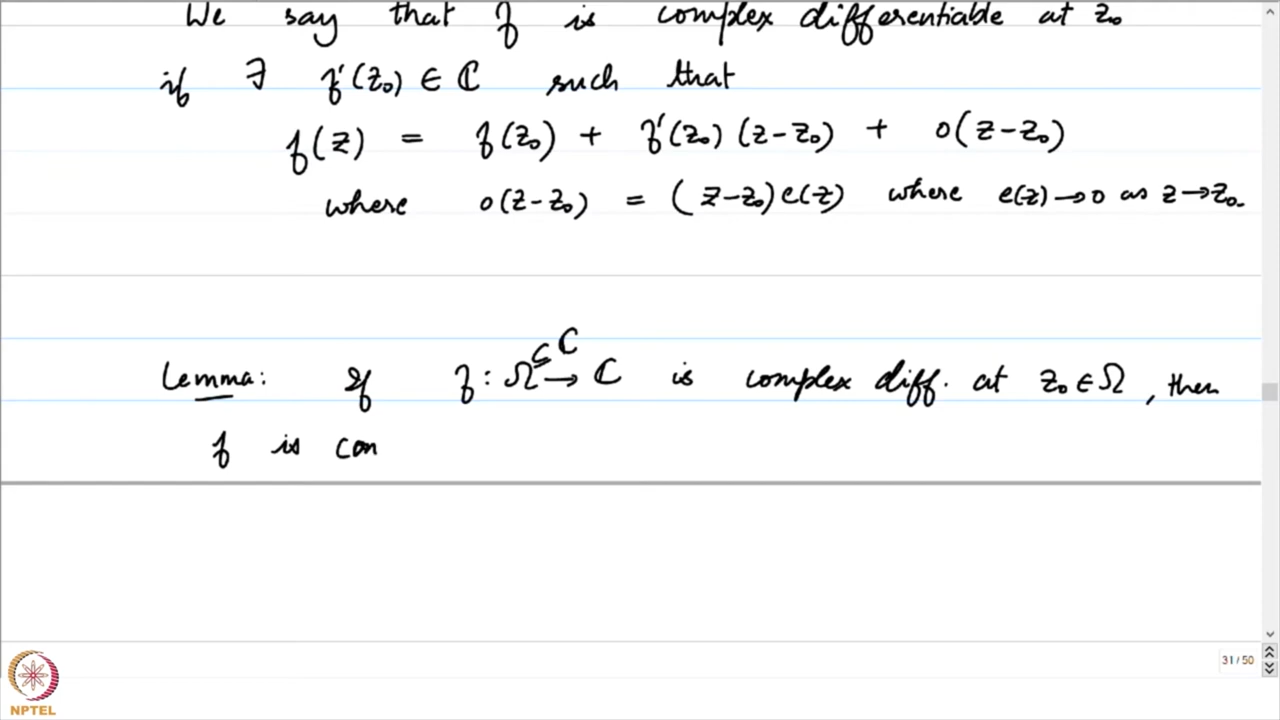 We say that f is complex differentiable at z₀
if ∃ f'(z₀) ∈ ℂ such that
f(z) = f(z₀) + f'(z₀)(z-z₀) + o(z-z₀)
where o(z-z₀) = (z-z₀)e(z) where e(z)→0 as z→z₀.
Lemma: If f: Ω ⊆ ℂ → ℂ is complex diff. at z₀ ∈ Ω, then
f is con
31/50
NPTEL